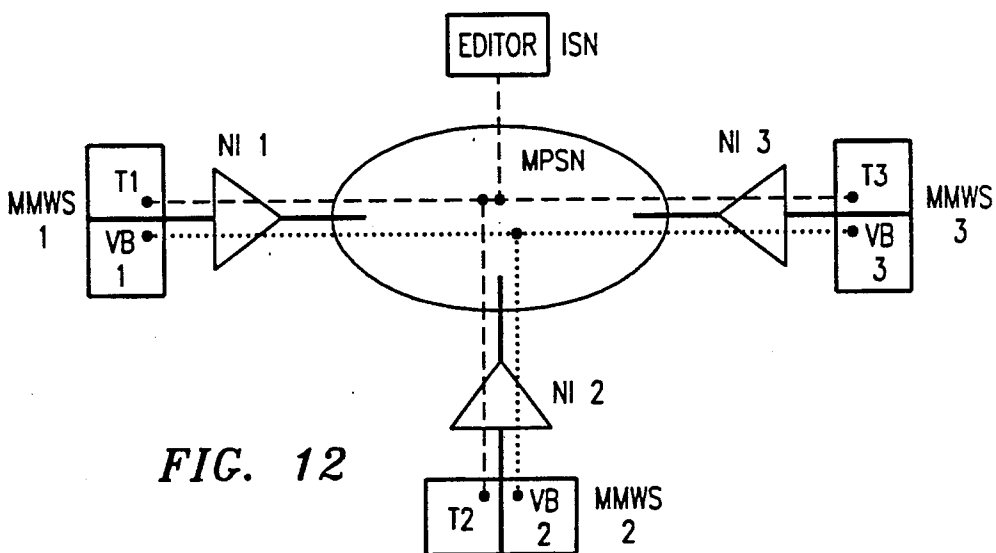 EDITOR ISN
NI 1
MPSN
NI 3
MMWS
1
T1
VB
1
T3
VB
3
MMWS
3
NI 2
FIG. 12
T2
VB
2
MMWS
2